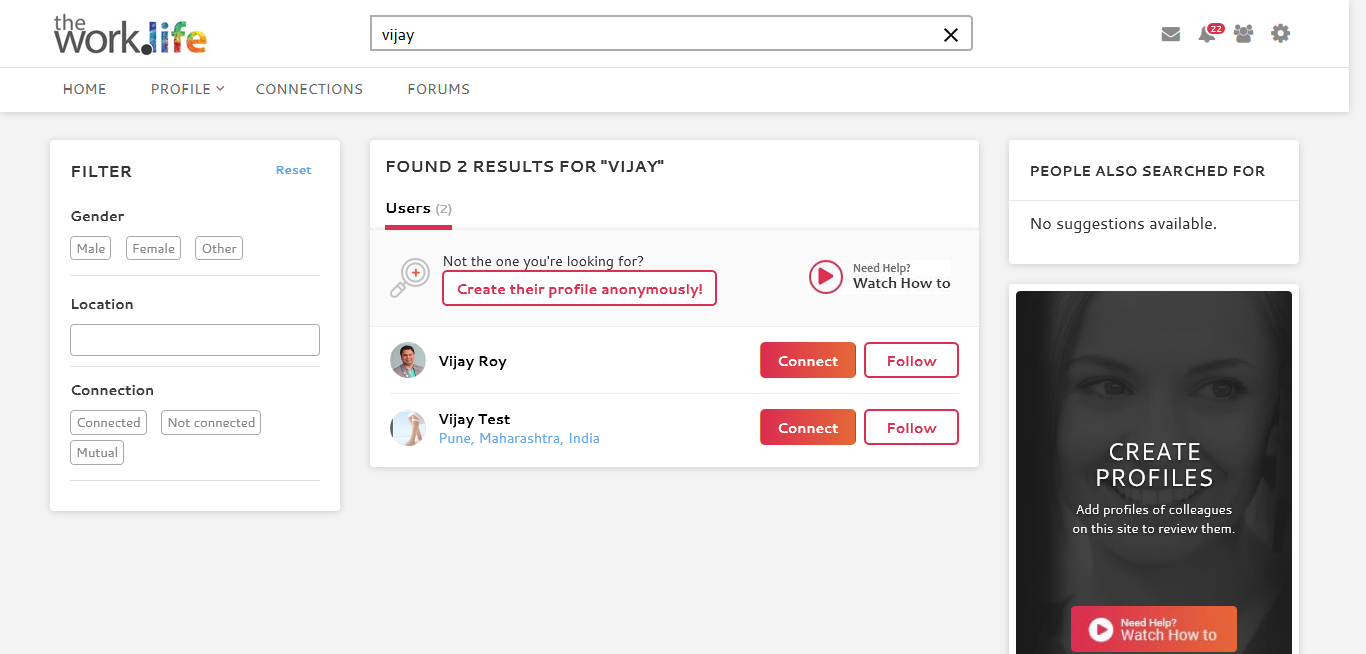 the
work.life
vijay
22
HOME
PROFILE
CONNECTIONS
FORUMS
FILTER
Reset
Gender
Male
Female
Other
Location
Connection
Connected
Not connected
Mutual
FOUND 2 RESULTS FOR "VIJAY"
Users (2)
Not the one you're looking for?
Create their profile anonymously!
Need Help?
Watch How to
Vijay Roy
Connect
Follow
Vijay Test
Pune, Maharashtra, India
Connect
Follow
PEOPLE ALSO SEARCHED FOR
No suggestions available.
CREATE
PROFILES
Add profiles of colleagues
on this site to review them.
Need Help?
Watch How to